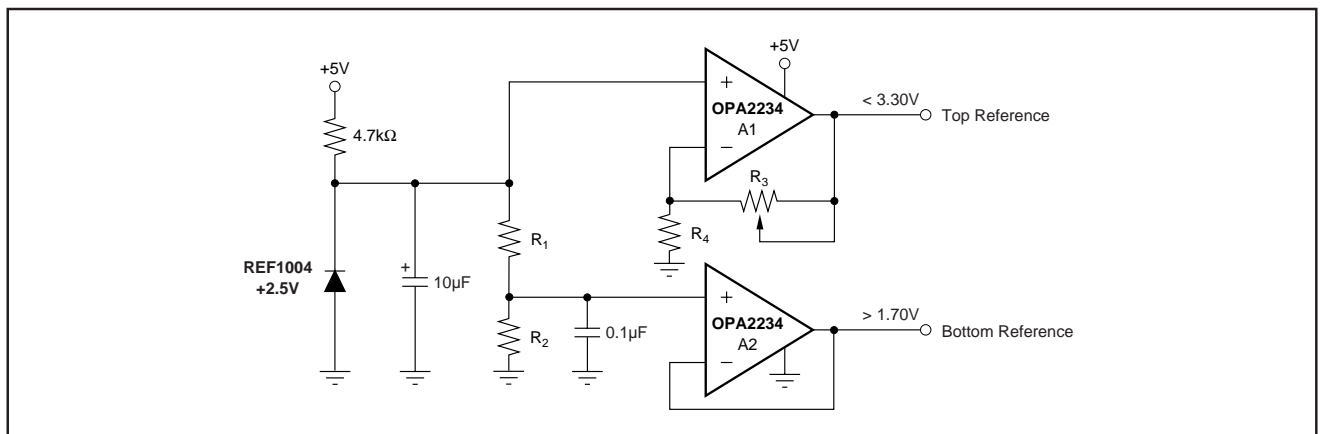 +5V
4.7kΩ
REF1004
+2.5V
+
10µF
R1
R2
0.1µF
+5V
+
OPA2234
A1
–
R3
R4
< 3.30V
Top Reference
+
OPA2234
A2
–
> 1.70V
Bottom Reference